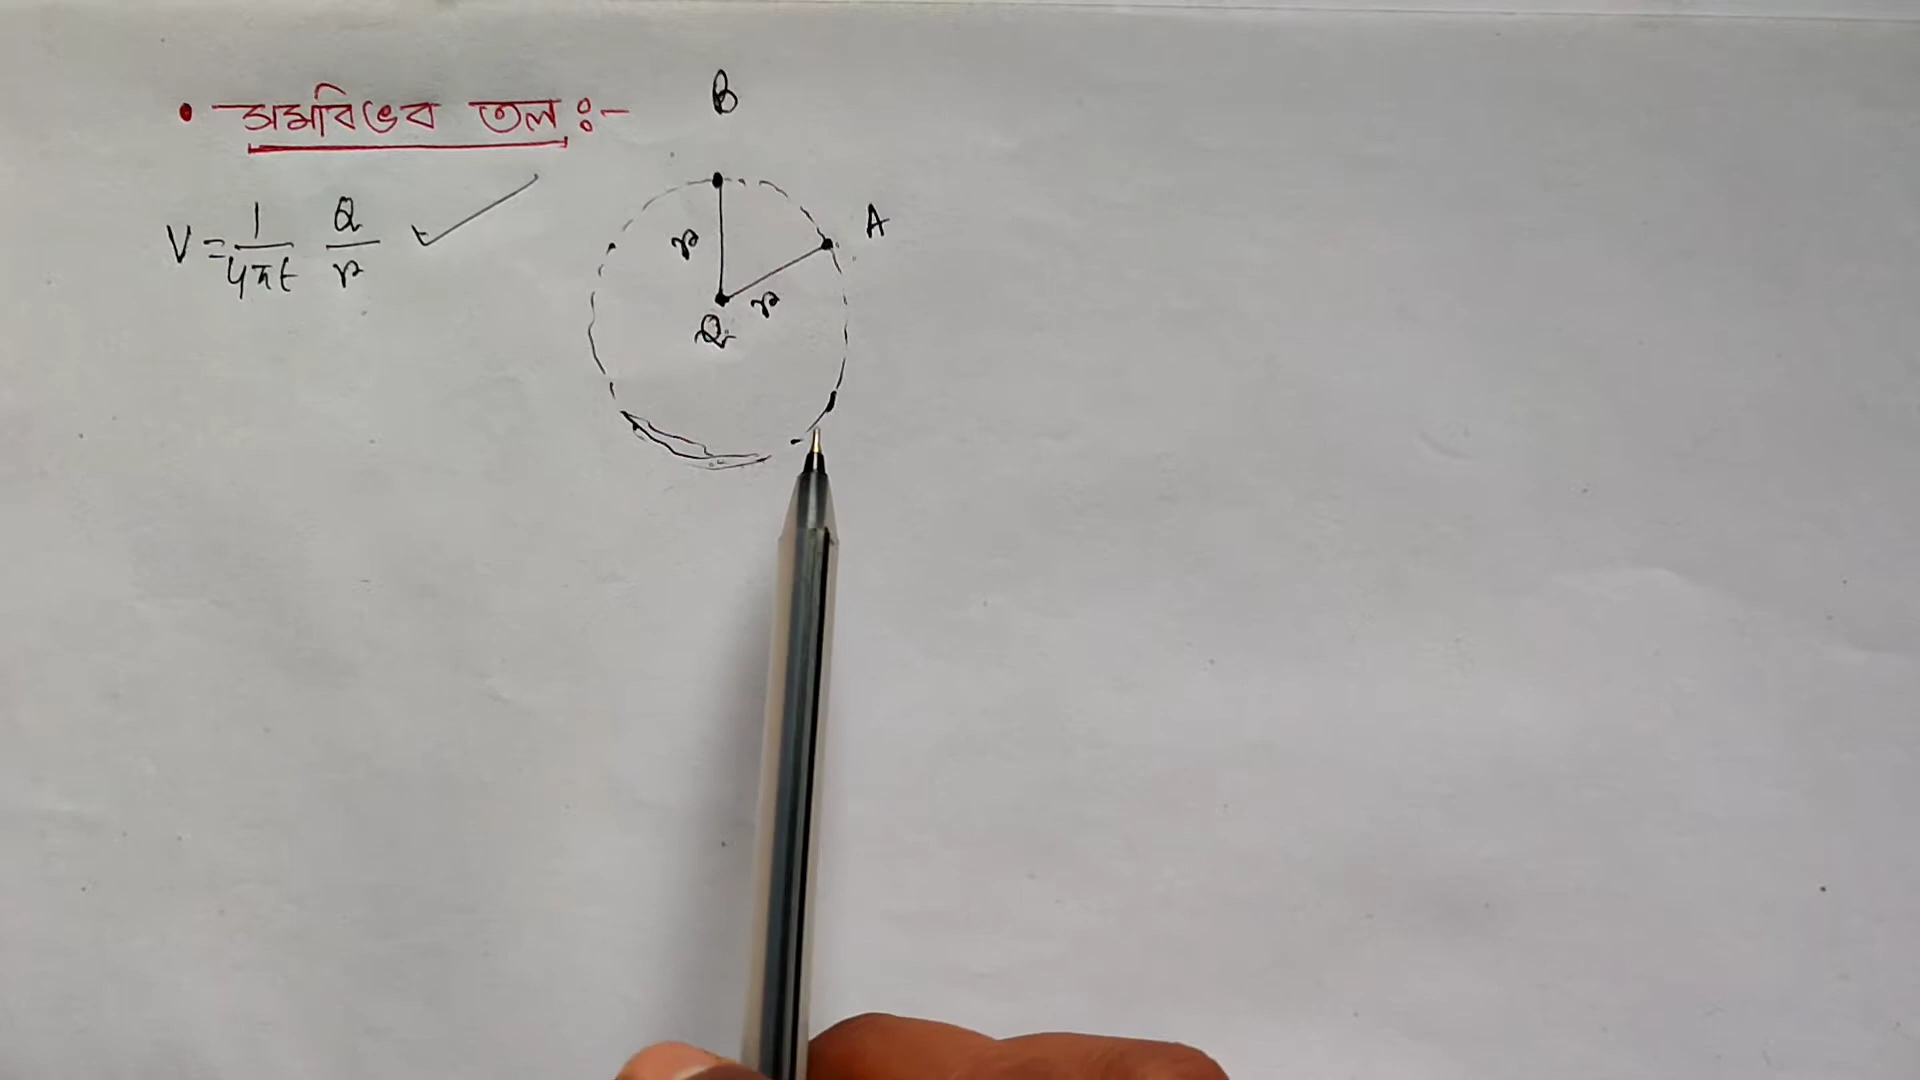 • সমবিভব তল :-
B
A
V = 1/4πε Q/r
r
r
Q